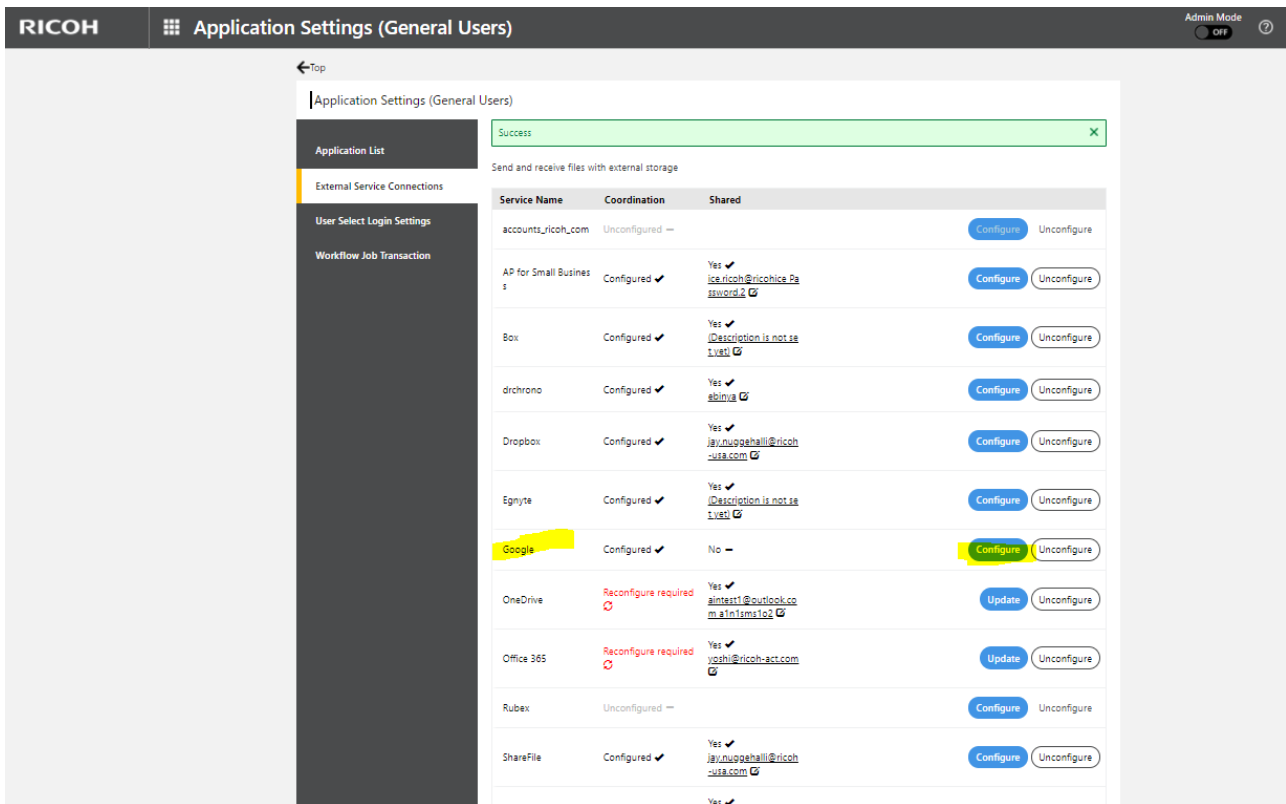 RICOH
Application Settings (General Users)
Admin Mode
OFF
Top
Application Settings (General Users)
Application List
External Service Connections
User Select Login Settings
Workflow Job Transaction
Success
Send and receive files with external storage
Service Name Coordination Shared
accounts_ricoh_com Unconfigured Configure Unconfigure
AP for Small Busines
s
Configured
Yes
ice.ricoh@ricohice Pa
ssword.2
Configure Unconfigure
Box Configured
Yes
(Description is not se
t yet)
Configure Unconfigure
drchrono Configured
Yes
ebinya
Configure Unconfigure
Dropbox Configured
Yes
jay.nuggehalli@ricoh
-usa.com
Configure Unconfigure
Egnyte Configured
Yes
(Description is not se
t yet)
Configure Unconfigure
Google Configured No Configure Unconfigure
OneDrive Reconfigure required
Yes
aintest1@outlook.co
m a1n1sms1o2
Update Unconfigure
Office 365 Reconfigure required
Yes
yoshi@ricoh-act.com
Update Unconfigure
Rubex Unconfigured Configure Unconfigure
ShareFile Configured
Yes
jay.nuggehalli@ricoh
-usa.com
Configure Unconfigure
Yes